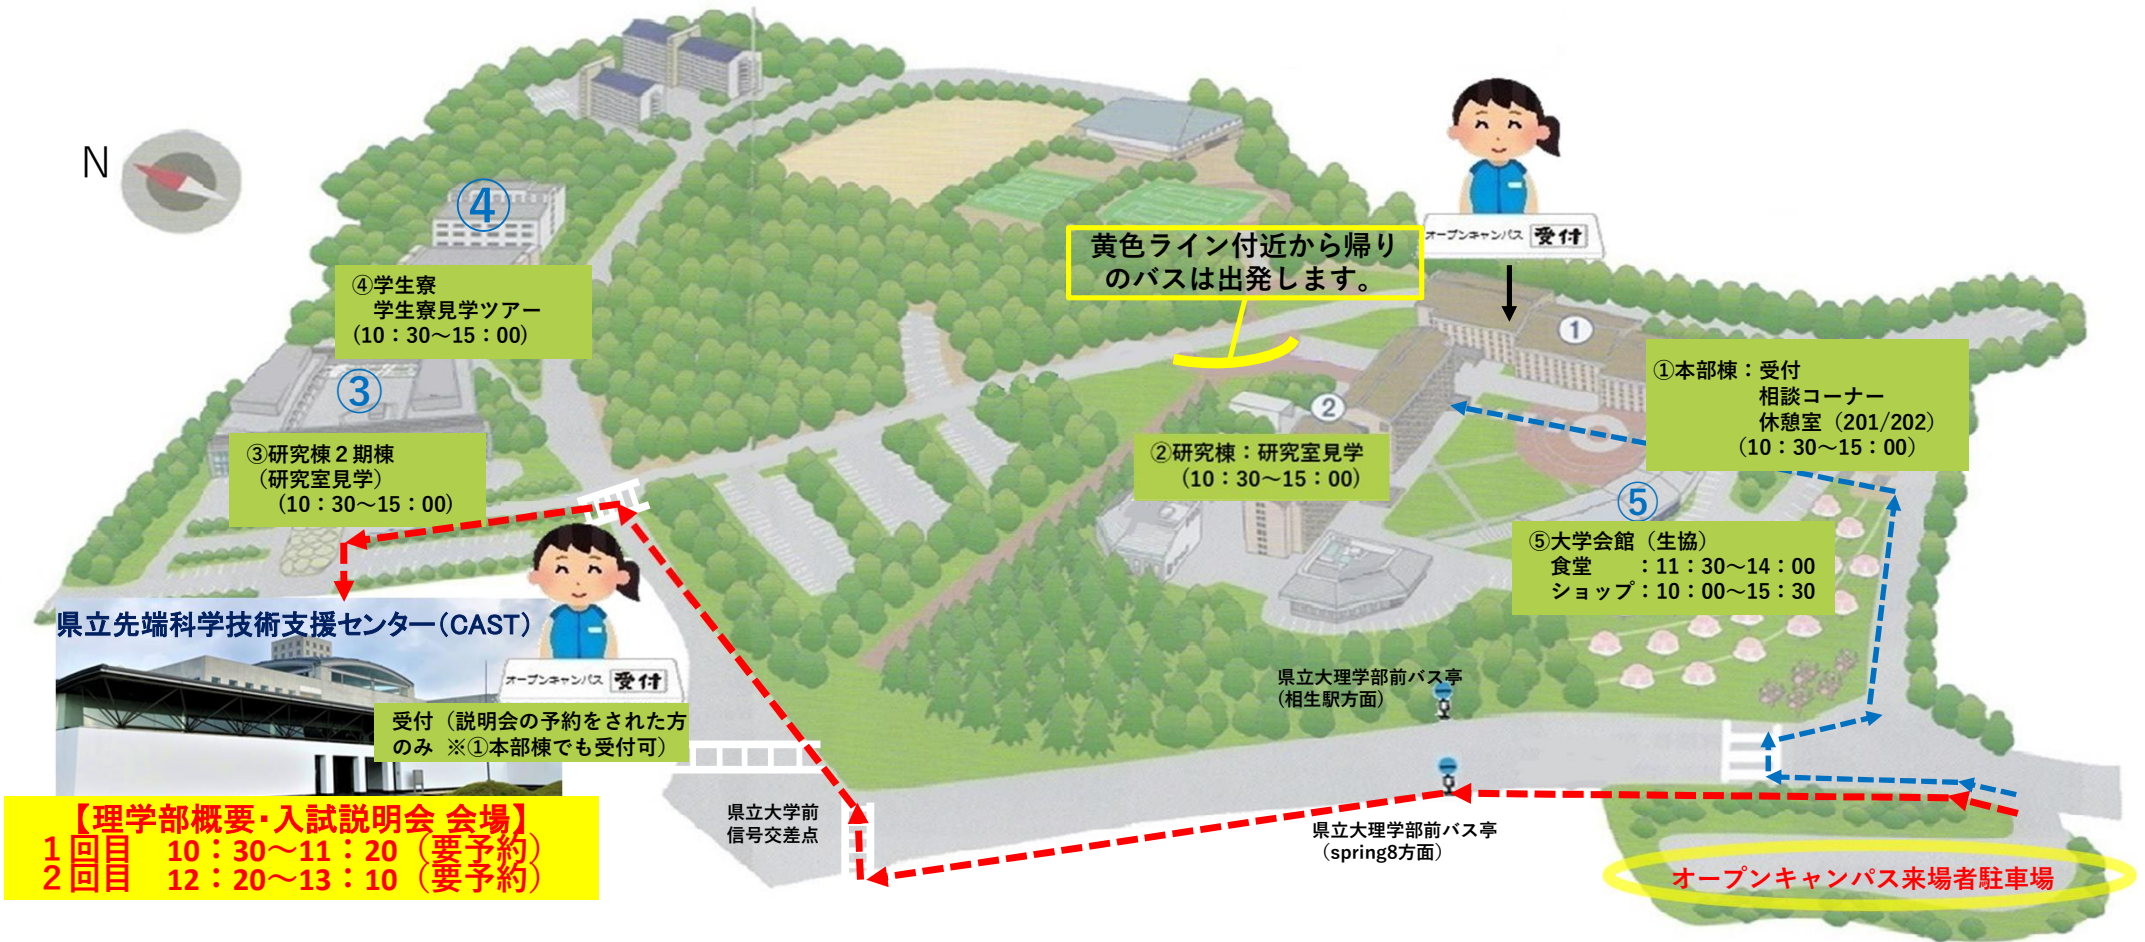 N
オープンキャンパス 受付
黄色ライン付近から帰り
のバスは出発します。
④
④学生寮
学生寮見学ツアー
(10：30～15：00)
①
①本部棟：受付
相談コーナー
休憩室（201/202）
(10：30～15：00)
③
③研究棟２期棟
(研究室見学)
(10：30～15：00)
②
②研究棟：研究室見学
(10：30～15：00)
⑤
⑤大学会館（生協）
食堂　　：11：30～14：00
ショップ：10：00～15：30
県立先端科学技術支援センター（CAST）
オープンキャンパス 受付
受付（説明会の予約をされた方
のみ ※①本部棟でも受付可）
県立大理学部前バス亭
(相生駅方面)
県立大学前
信号交差点
県立大理学部前バス亭
（spring8方面）
【理学部概要・入試説明会 会場】
１回目　10：30～11：20（要予約）
２回目　12：20～13：10（要予約）
オープンキャンパス来場者駐車場